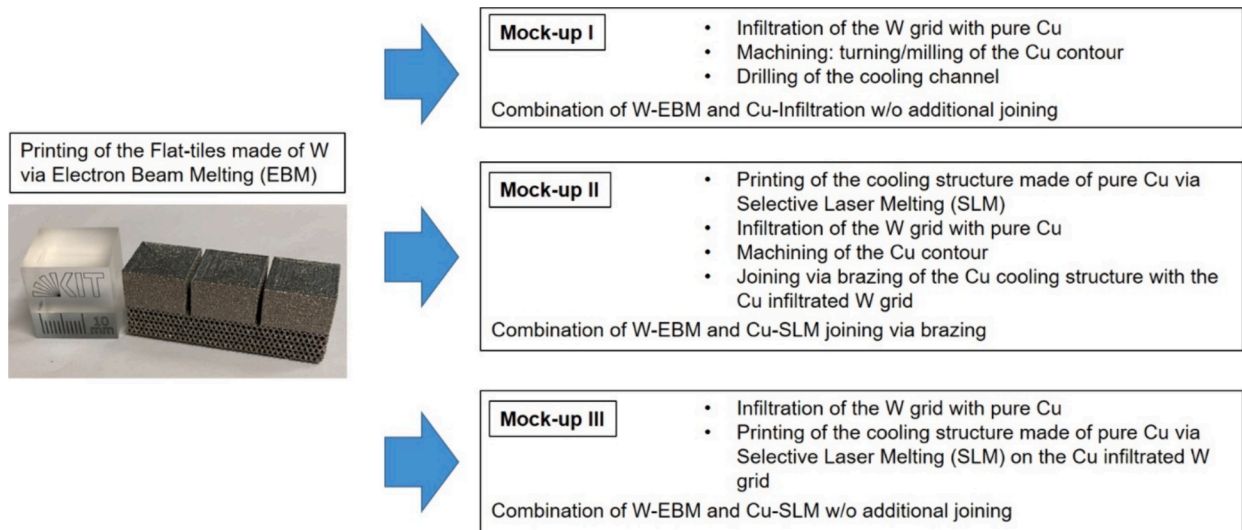 Printing of the Flat-tiles made of W
via Electron Beam Melting (EBM)
KIT
10
mm
Mock-up I
• Infiltration of the W grid with pure Cu
• Machining: turning/milling of the Cu contour
• Drilling of the cooling channel
Combination of W-EBM and Cu-Infiltration w/o additional joining
Mock-up II
• Printing of the cooling structure made of pure Cu via
Selective Laser Melting (SLM)
• Infiltration of the W grid with pure Cu
• Machining of the Cu contour
• Joining via brazing of the Cu cooling structure with the
Cu infiltrated W grid
Combination of W-EBM and Cu-SLM joining via brazing
Mock-up III
• Infiltration of the W grid with pure Cu
• Printing of the cooling structure made of pure Cu via
Selective Laser Melting (SLM) on the Cu infiltrated W
grid
Combination of W-EBM and Cu-SLM w/o additional joining